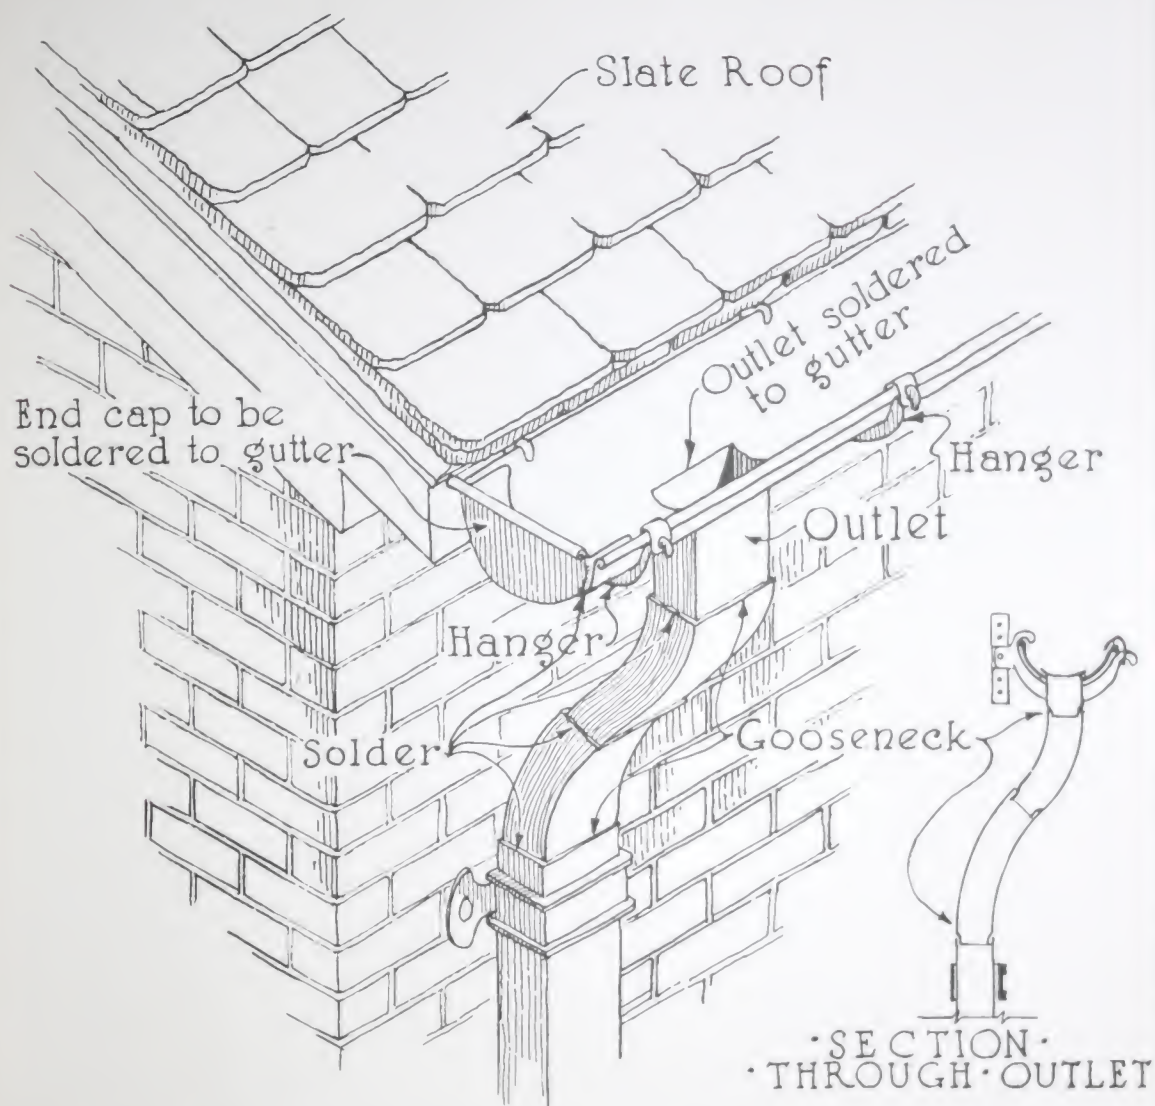 Slate Roof
Outlet soldered
to gutter
End cap to be
soldered to gutter
Hanger
Outlet
Hanger
Solder
Gooseneck
·SECTION·
·THROUGH·OUTLET